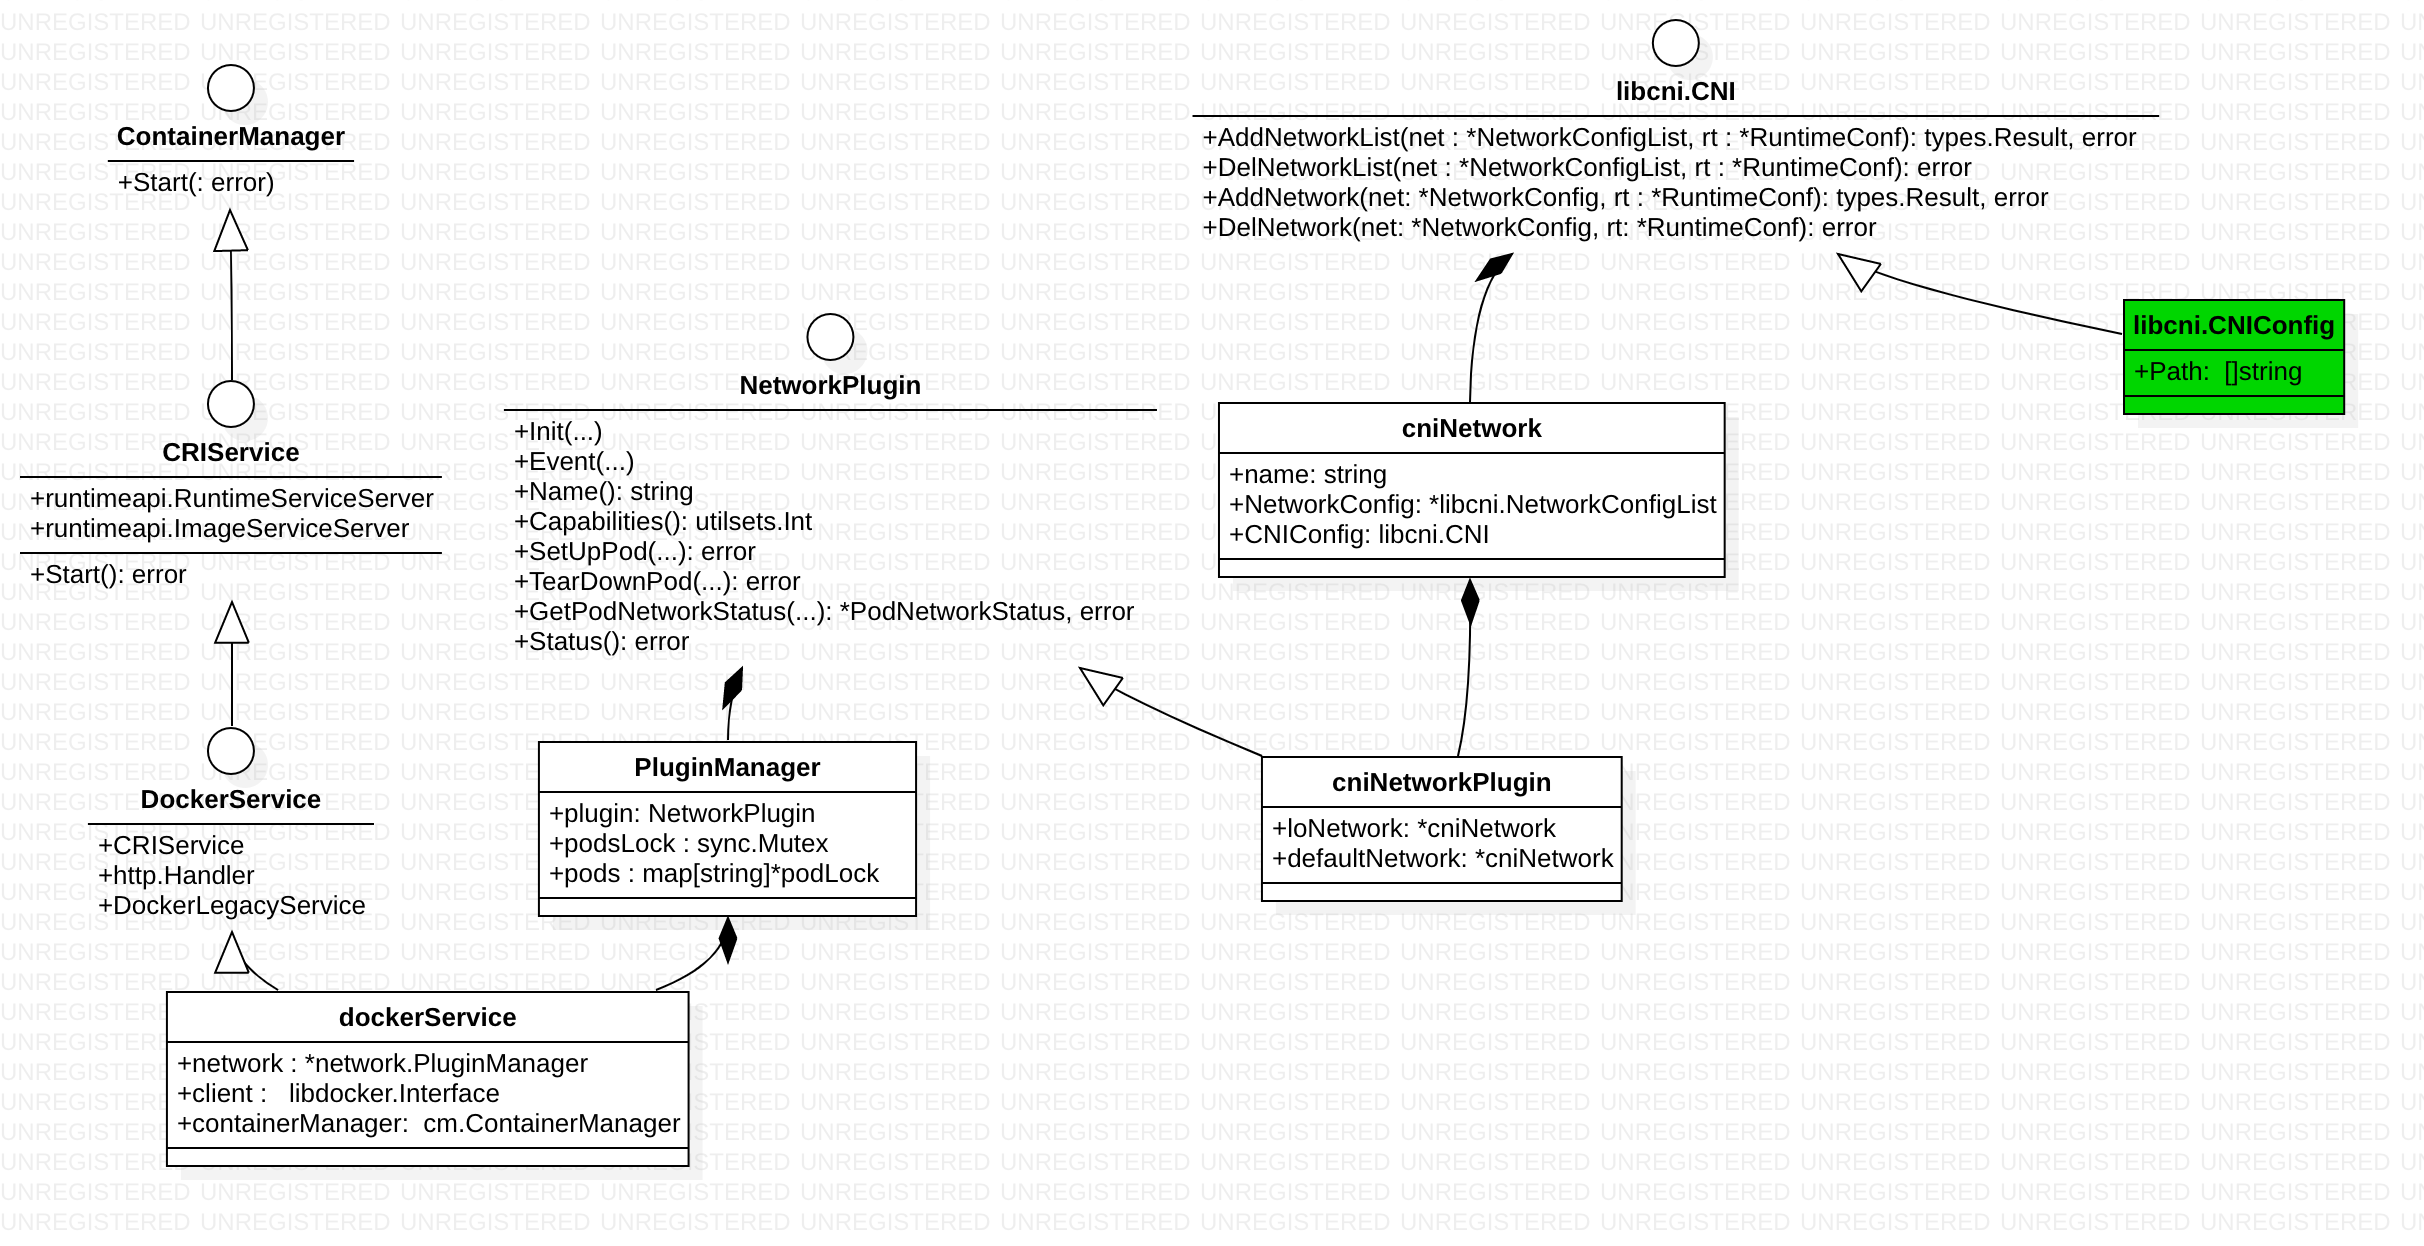 ContainerManager
+Start(: error)
CRIService
+runtimeapi.RuntimeServiceServer
+runtimeapi.ImageServiceServer
+Start(): error
DockerService
+CRIService
+http.Handler
+DockerLegacyService
dockerService
+network : *network.PluginManager
+client :   libdocker.Interface
+containerManager:  cm.ContainerManager
NetworkPlugin
+Init(...)
+Event(...)
+Name(): string
+Capabilities(): utilsets.Int
+SetUpPod(...): error
+TearDownPod(...): error
+GetPodNetworkStatus(...): *PodNetworkStatus, error
+Status(): error
PluginManager
+plugin: NetworkPlugin
+podsLock : sync.Mutex
+pods : map[string]*podLock
libcni.CNI
+AddNetworkList(net : *NetworkConfigList, rt : *RuntimeConf): types.Result, error
+DelNetworkList(net : *NetworkConfigList, rt : *RuntimeConf): error
+AddNetwork(net: *NetworkConfig, rt : *RuntimeConf): types.Result, error
+DelNetwork(net: *NetworkConfig, rt: *RuntimeConf): error
libcni.CNIConfig
+Path:  []string
cniNetwork
+name: string
+NetworkConfig: *libcni.NetworkConfigList
+CNIConfig: libcni.CNI
cniNetworkPlugin
+loNetwork: *cniNetwork
+defaultNetwork: *cniNetwork
UNREGISTERED